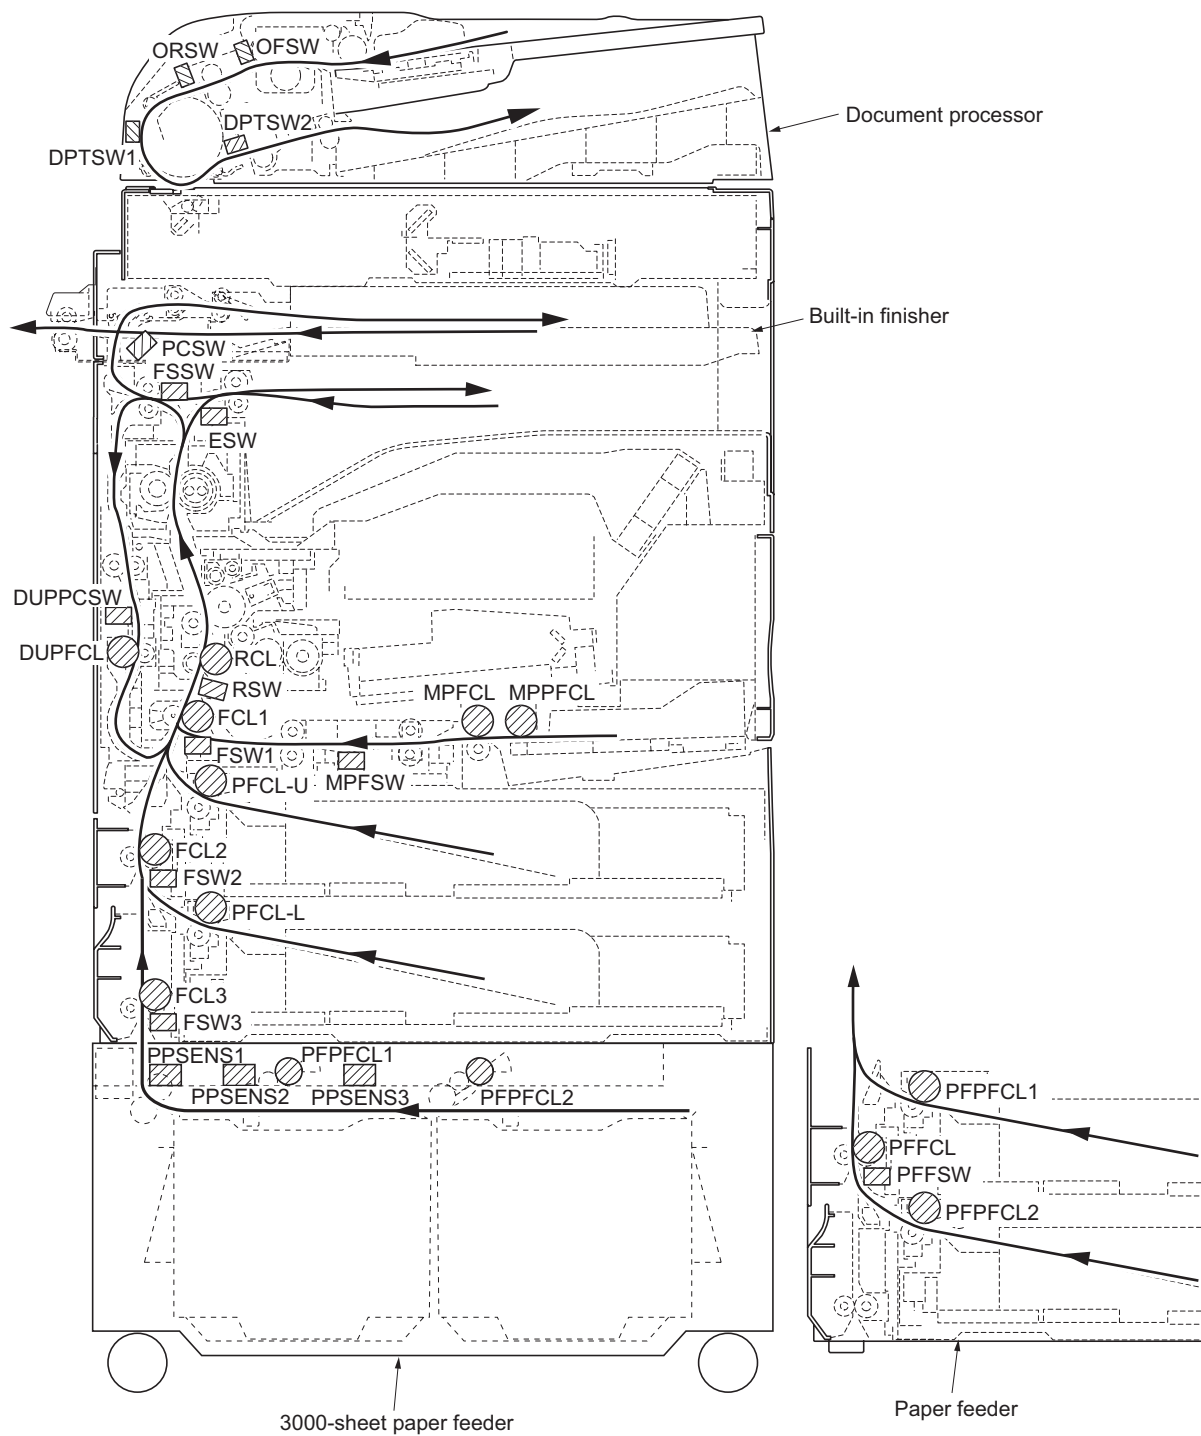 ORSW
OFSW
DPTSW2
DPTSW1
Document processor
Built-in finisher
PCSW
FSSW
ESW
DUPPCSW
DUPFCL
RCL
RSW
MPFCL
MPPFCL
FCL1
FSW1
MPFSW
PFCL-U
FCL2
FSW2
PFCL-L
FCL3
FSW3
PPSENS1
PFPFCL1
PPSENS2
PPSENS3
PFPFCL2
PFPFCL1
PFFCL
PFFSW
PFPFCL2
3000-sheet paper feeder
Paper feeder